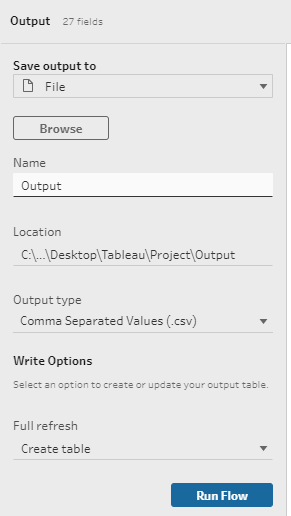 Output 27 fields
Save output to
File
Browse
Name
Output
Location
C:\...\Desktop\Tableau\Project\Output
Output type
Comma Separated Values (.csv)
Write Options
Select an option to create or update your output table.
Full refresh
Create table
Run Flow